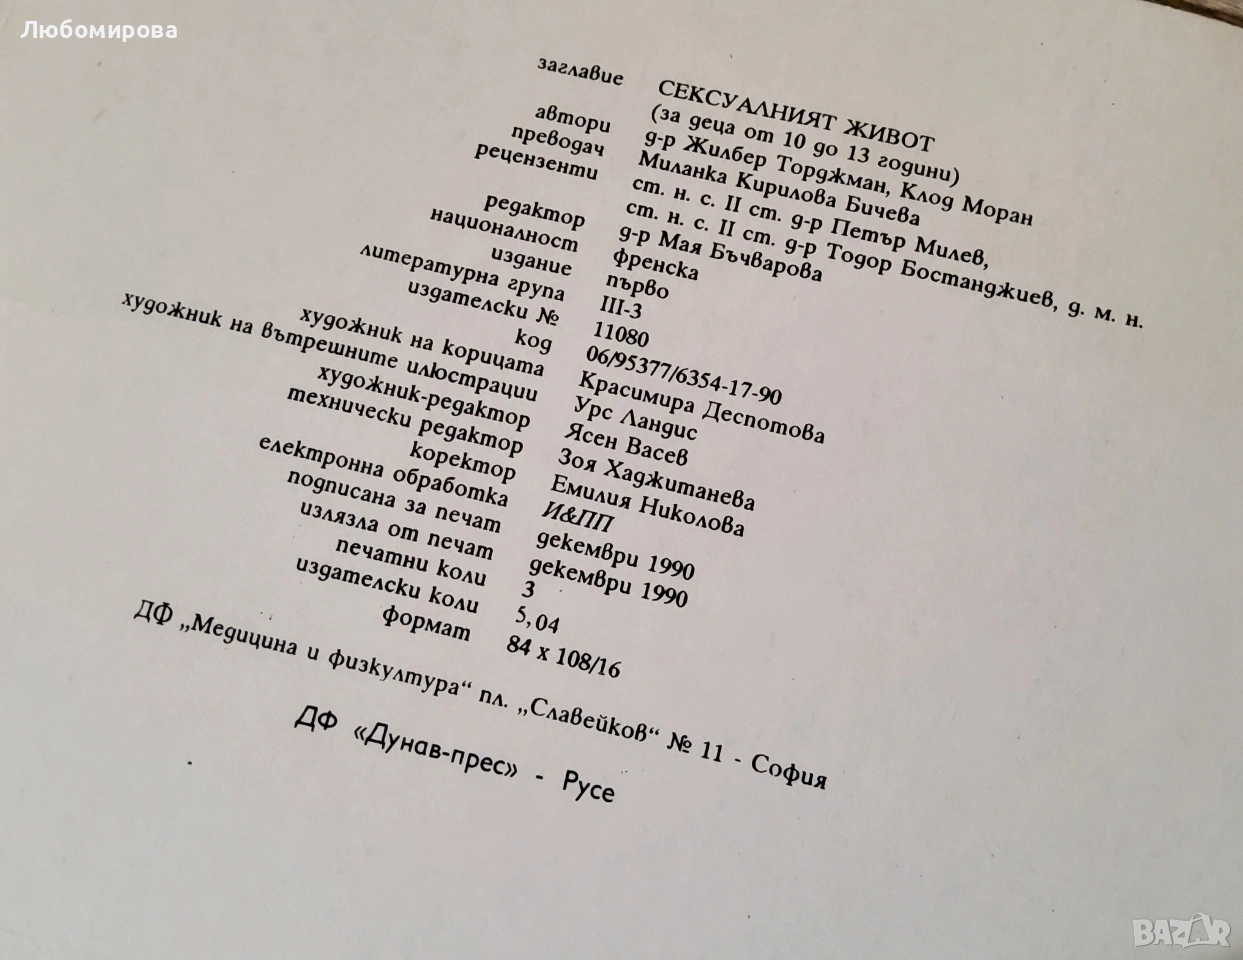 Любомирова
заглавие СЕКСУАЛНИЯТ ЖИВОТ
(за деца от 10 до 13 години)
автори д-р Жилбер Торджман, Клод Моран
преводач Миланка Кирилова Бичева
рецензенти ст. н. с. II ст. д-р Петър Милев,
ст. н. с. II ст. д-р Тодор Бостанджиев, д. м. н.
редактор д-р Мая Бъчварова
националност френска
издание първо
литературна група III-3
издателски № 11080
код 06/95377/6354-17-90
художник на корицата Красимира Деспотова
художник на вътрешните илюстрации Урс Ландис
художник-редактор Ясен Васев
технически редактор Зоя Хаджитанева
коректор Емилия Николова
електронна обработка И&ПП
подписана за печат декември 1990
излязла от печат декември 1990
печатни коли 3
издателски коли 5,04
формат 84 x 108/16
ДФ „Медицина и физкултура“ пл. „Славейков“ № 11 - София
ДФ «Дунав-прес» - Русе
BAZAR